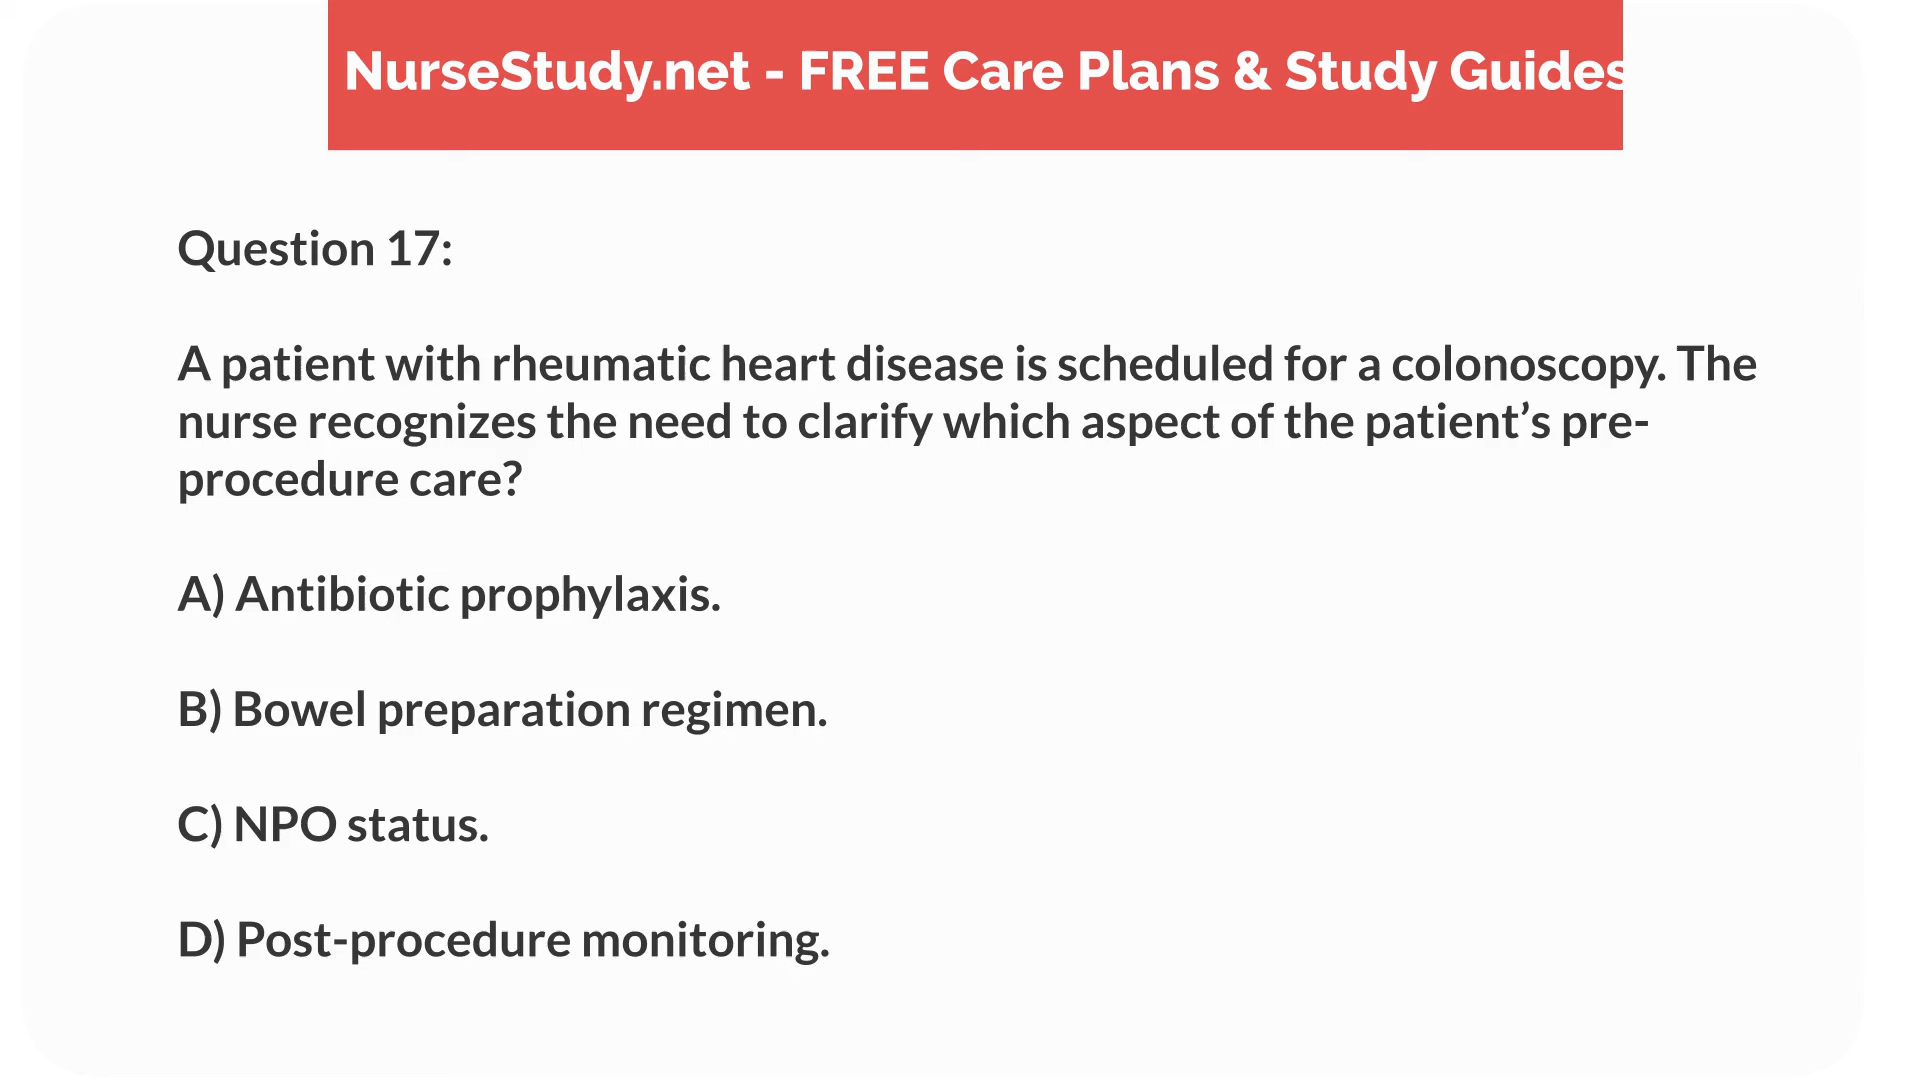 NurseStudy.net - FREE Care Plans & Study Guides
Question 17:
A patient with rheumatic heart disease is scheduled for a colonoscopy. The
nurse recognizes the need to clarify which aspect of the patient’s pre-
procedure care?
A) Antibiotic prophylaxis.
B) Bowel preparation regimen.
C) NPO status.
D) Post-procedure monitoring.